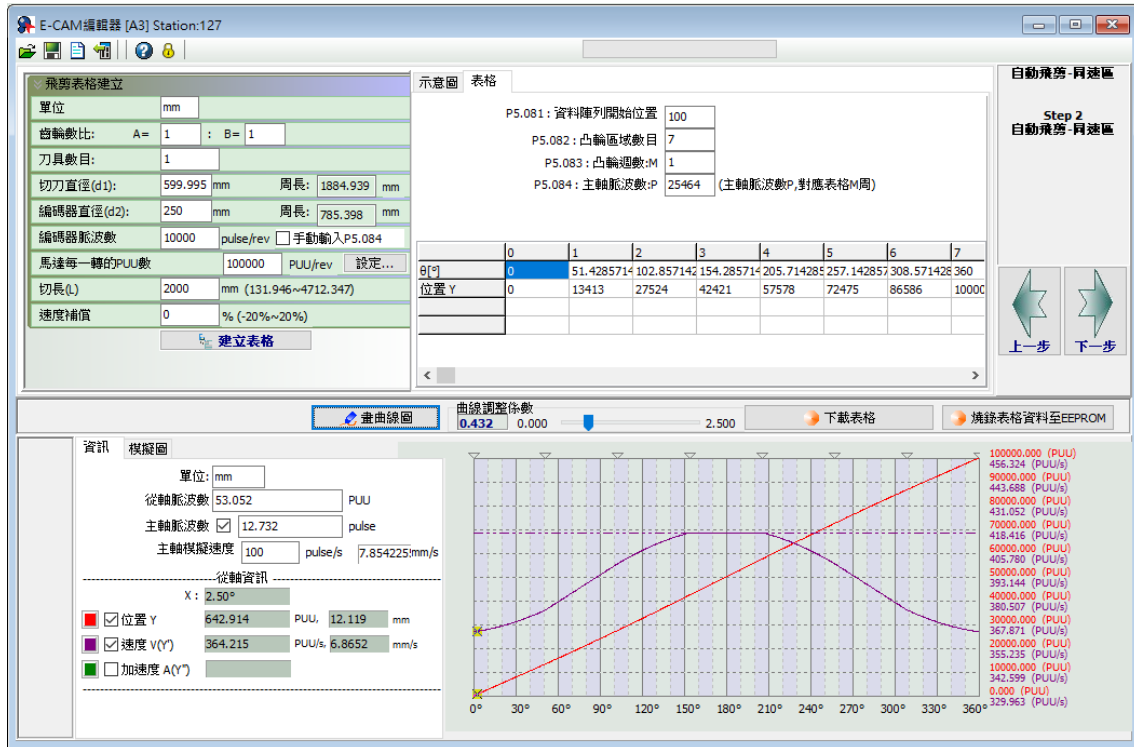 E-CAM編輯器 [A3] Station:127
飛剪表格建立
單位 mm
齒輪數比: A= 1 : B= 1
刀具數目: 1
切刀直徑(d1): 599.995 mm 周長: 1884.939 mm
編碼器直徑(d2): 250 mm 周長: 785.398 mm
編碼器脈波數 10000 pulse/rev 手動輸入P5.084
馬達每一轉的PUU數 100000 PUU/rev 設定...
切長(L) 2000 mm (131.946~4712.347)
速度補償 0 % (-20%~20%)
建立表格
示意圖 表格
P5.081 : 資料陣列開始位置 100
P5.082 : 凸輪區域數目 7
P5.083 : 凸輪週數:M 1
P5.084 : 主軸脈波數:P 25464 (主軸脈波數P,對應表格M周)
0 1 2 3 4 5 6 7
θ[°] 0 51.4285714 102.857142 154.285714 205.714285 257.142857 308.571428 360
位置 Y 0 13413 27524 42421 57578 72475 86586 10000
自動飛剪-同速區
Step 2
自動飛剪-同速區
上一步 下一步
畫曲線圖
曲線調整係數
0.432 0.000 2.500
下載表格
燒錄表格資料至EEPROM
資訊 模擬圖
單位: mm
從軸脈波數 53.052 PUU
主軸脈波數 12.732 pulse
主軸模擬速度 100 pulse/s 7.854225 mm/s
從軸資訊
X : 2.50°
位置 Y 642.914 PUU, 12.119 mm
速度 V(Y') 364.215 PUU/s, 6.8652 mm/s
加速度 A(Y")
100000.000 (PUU)
456.324 (PUU/s)
90000.000 (PUU)
443.688 (PUU/s)
80000.000 (PUU)
431.052 (PUU/s)
70000.000 (PUU)
418.416 (PUU/s)
60000.000 (PUU)
405.780 (PUU/s)
50000.000 (PUU)
393.144 (PUU/s)
40000.000 (PUU)
380.507 (PUU/s)
30000.000 (PUU)
367.871 (PUU/s)
20000.000 (PUU)
355.235 (PUU/s)
10000.000 (PUU)
342.599 (PUU/s)
0.000 (PUU)
329.963 (PUU/s)
0° 30° 60° 90° 120° 150° 180° 210° 240° 270° 300° 330° 360°